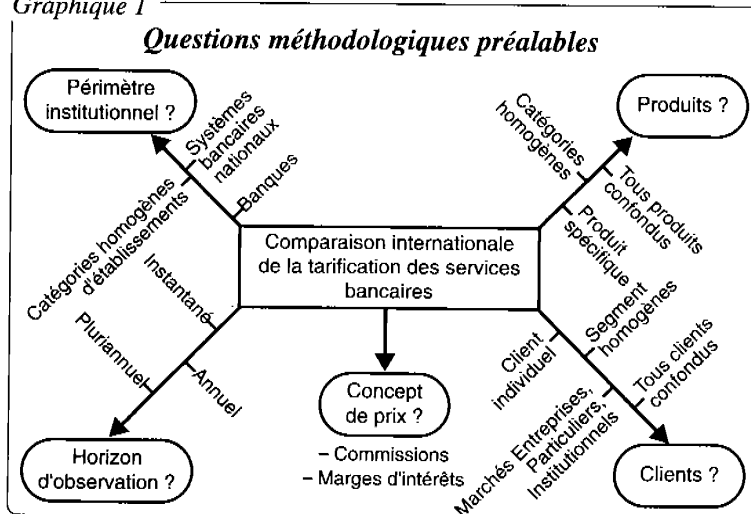 Graphique 1
Questions méthodologiques préalables
Périmètre
institutionnel ?
Systèmes
bancaires
nationaux
Banques
Catégories homogènes
d'établissements
Catégories
homogènes
Produits ?
Tous produits
confondus
Produit
spécifique
Comparaison internationale
de la tarification des services
bancaires
Instantané
Pluriannuel
Annuel
Horizon
d'observation ?
Concept
de prix ?
– Commissions
– Marges d'intérêts
Client
individuel
Segment
homogènes
Tous clients
confondus
Marchés Entreprises,
Particuliers,
Institutionnels
Clients ?